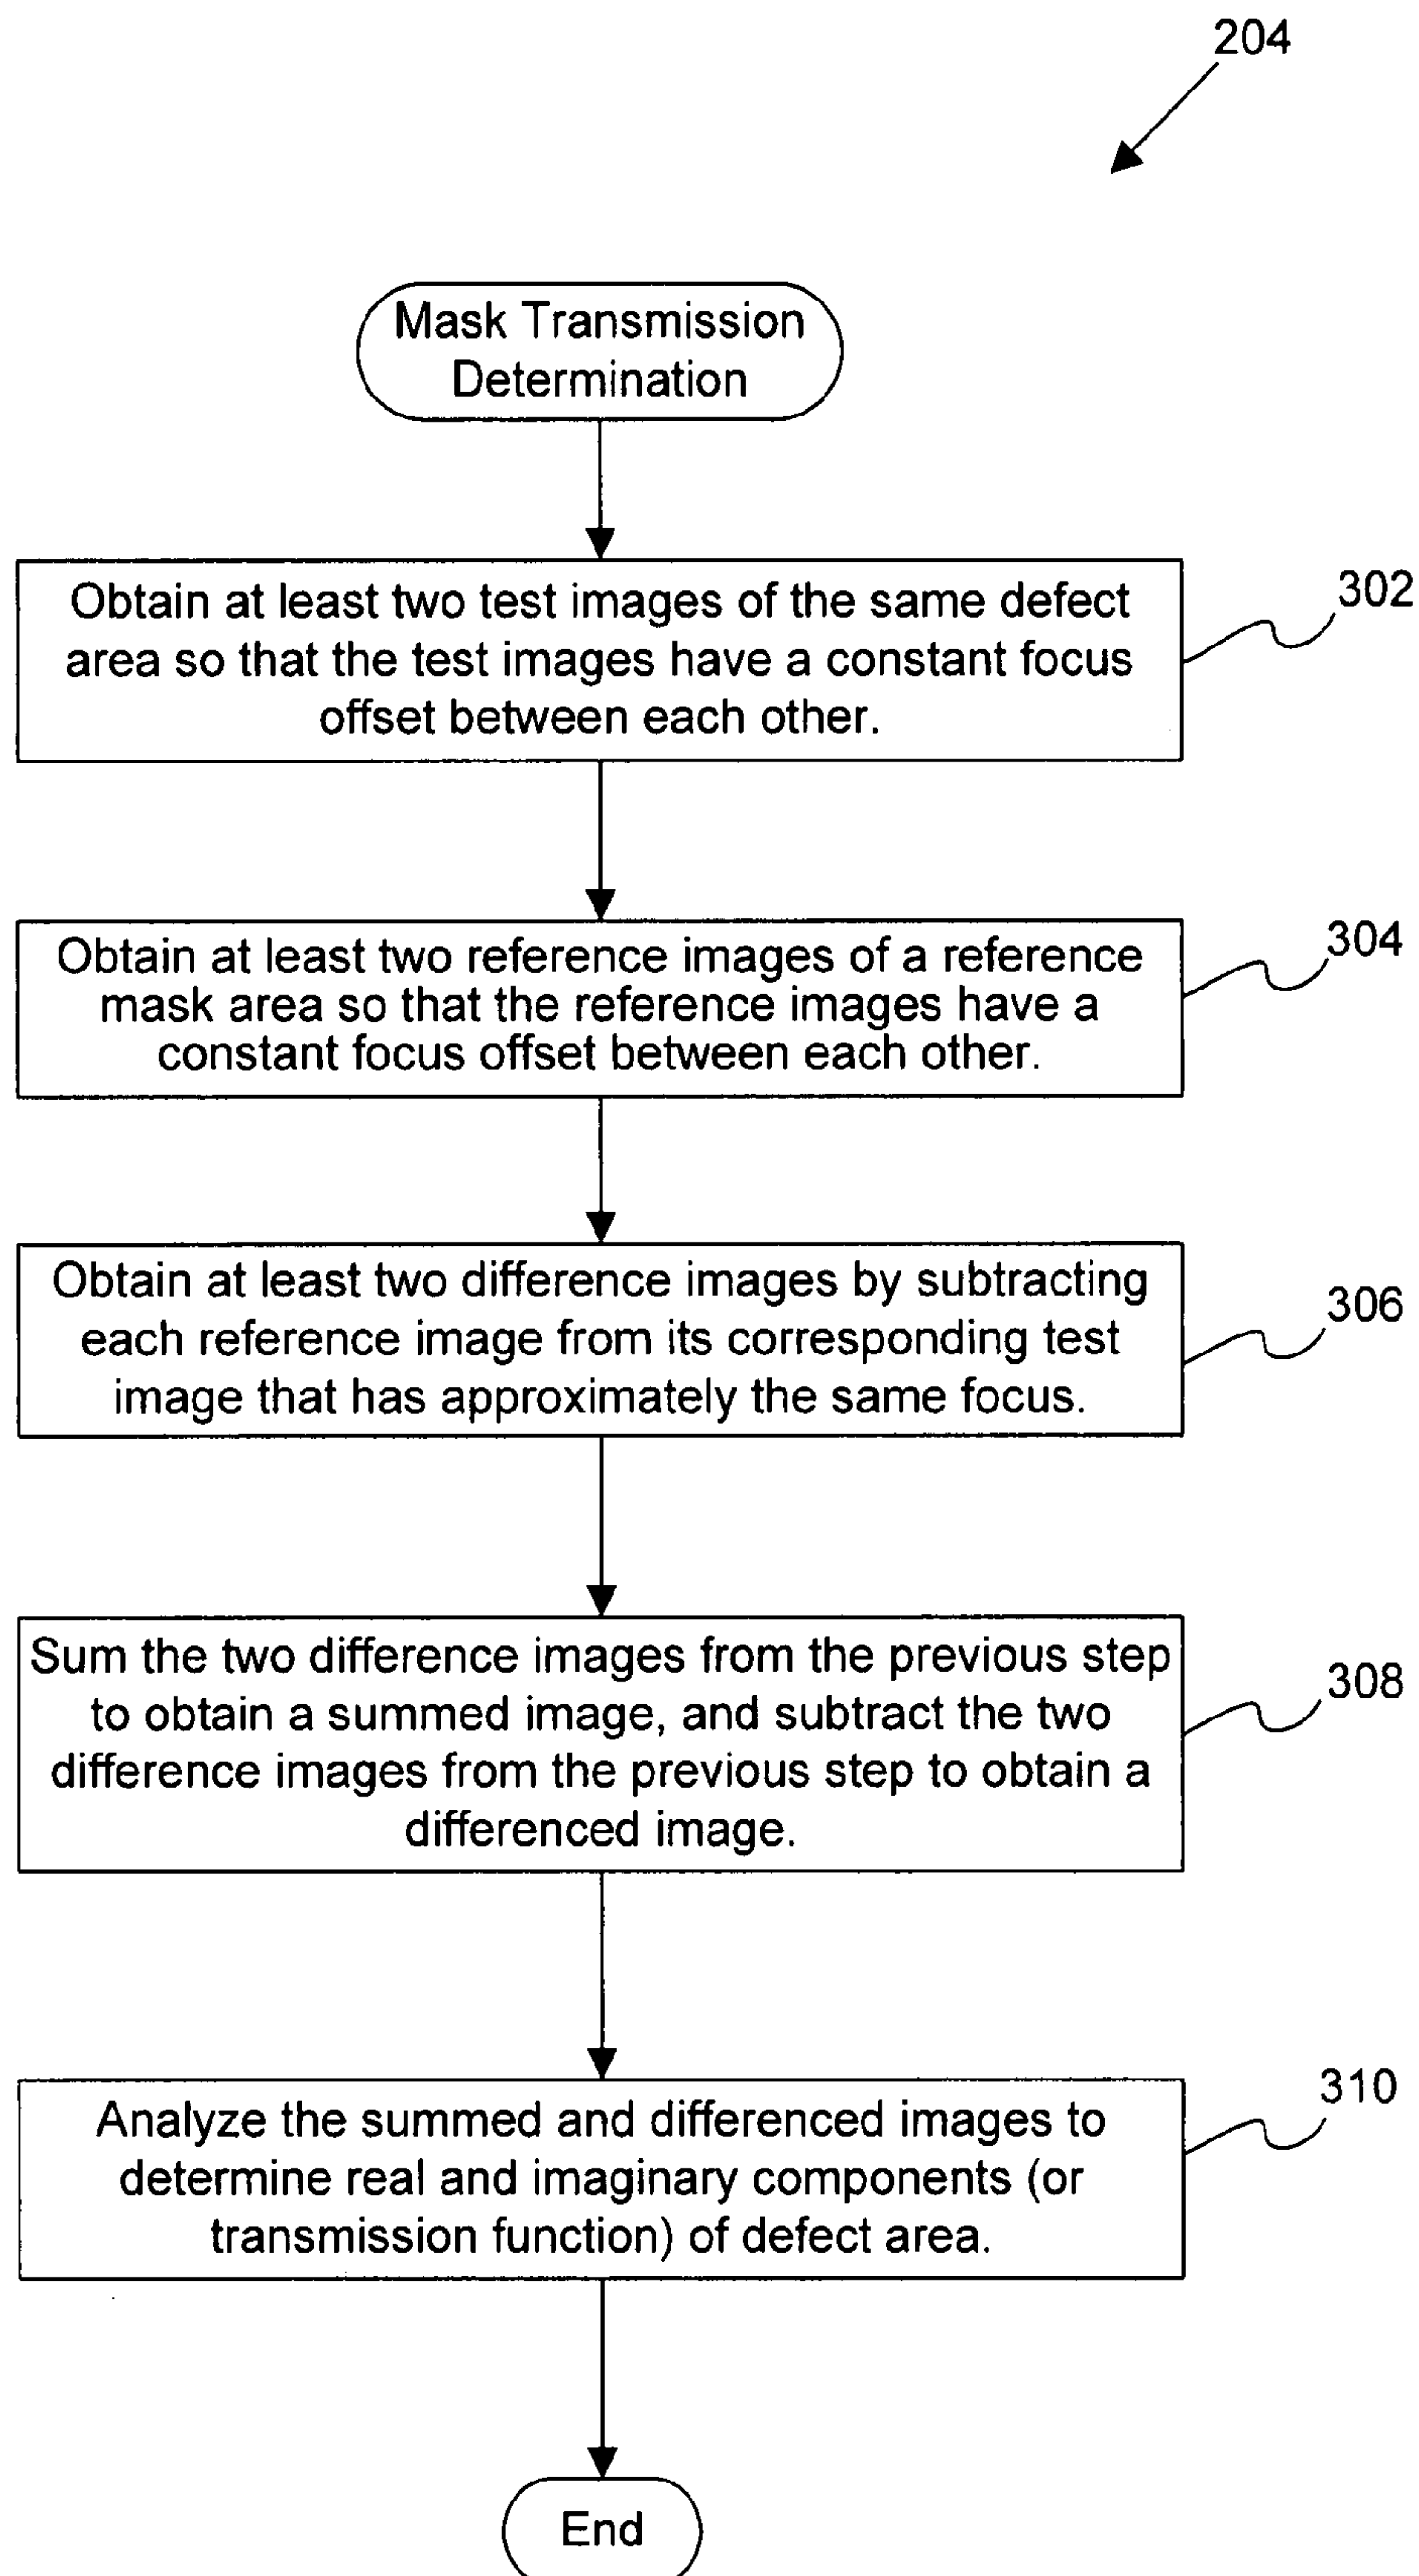 204
Mask Transmission
Determination
Obtain at least two test images of the same defect
area so that the test images have a constant focus
offset between each other.
302
Obtain at least two reference images of a reference
mask area so that the reference images have a
constant focus offset between each other.
304
Obtain at least two difference images by subtracting
each reference image from its corresponding test
image that has approximately the same focus.
306
Sum the two difference images from the previous step
to obtain a summed image, and subtract the two
difference images from the previous step to obtain a
differenced image.
308
Analyze the summed and differenced images to
determine real and imaginary components (or
transmission function) of defect area.
310
End